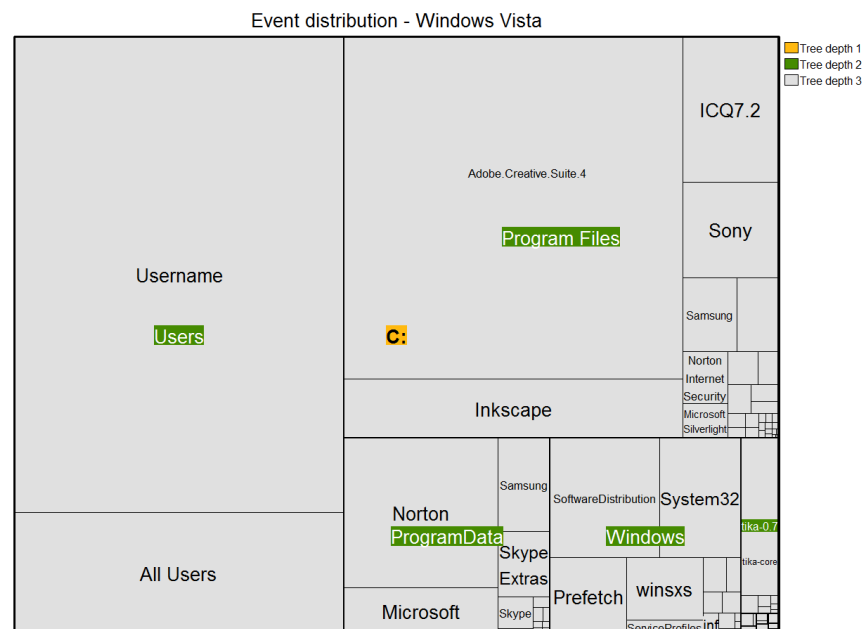 Event distribution - Windows Vista
Tree depth 1
Tree depth 2
Tree depth 3
ICQ7.2
Adobe.Creative.Suite.4
Program Files
Sony
Username
Users
C:
Samsung
Norton
Internet
Security
Microsoft
Silverlight
Inkscape
Norton
ProgramData
Samsung
Skype
Extras
Microsoft
Skype
SoftwareDistribution
System32
Windows
tika-0.7
tika-core
Prefetch
winsxs
ServiceProfiles
inf
All Users